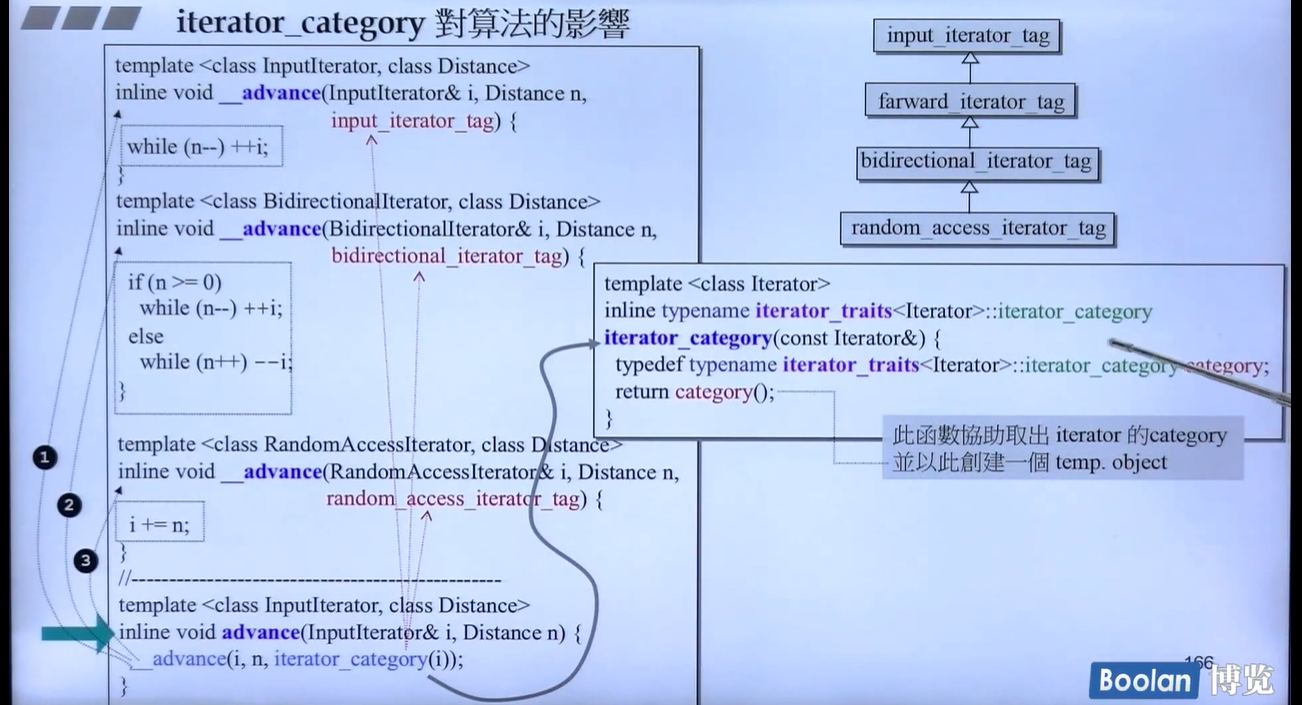 iterator_category 對算法的影響
template <class InputIterator, class Distance>
inline void __advance(InputIterator& i, Distance n,
input_iterator_tag) {
while (n--) ++i;
}
template <class BidirectionalIterator, class Distance>
inline void __advance(BidirectionalIterator& i, Distance n,
bidirectional_iterator_tag) {
if (n >= 0)
while (n--) ++i;
else
while (n++) --i;
}
template <class RandomAccessIterator, class Distance>
inline void __advance(RandomAccessIterator& i, Distance n,
random_access_iterator_tag) {
i += n;
}
//-------------------------------------------------
template <class InputIterator, class Distance>
inline void advance(InputIterator& i, Distance n) {
__advance(i, n, iterator_category(i));
}
1
2
3
input_iterator_tag
farward_iterator_tag
bidirectional_iterator_tag
random_access_iterator_tag
template <class Iterator>
inline typename iterator_traits<Iterator>::iterator_category
iterator_category(const Iterator&) {
typedef typename iterator_traits<Iterator>::iterator_category category;
return category();
}
此函數協助取出 iterator 的category
並以此創建一個 temp. object
166
Boolan 博览